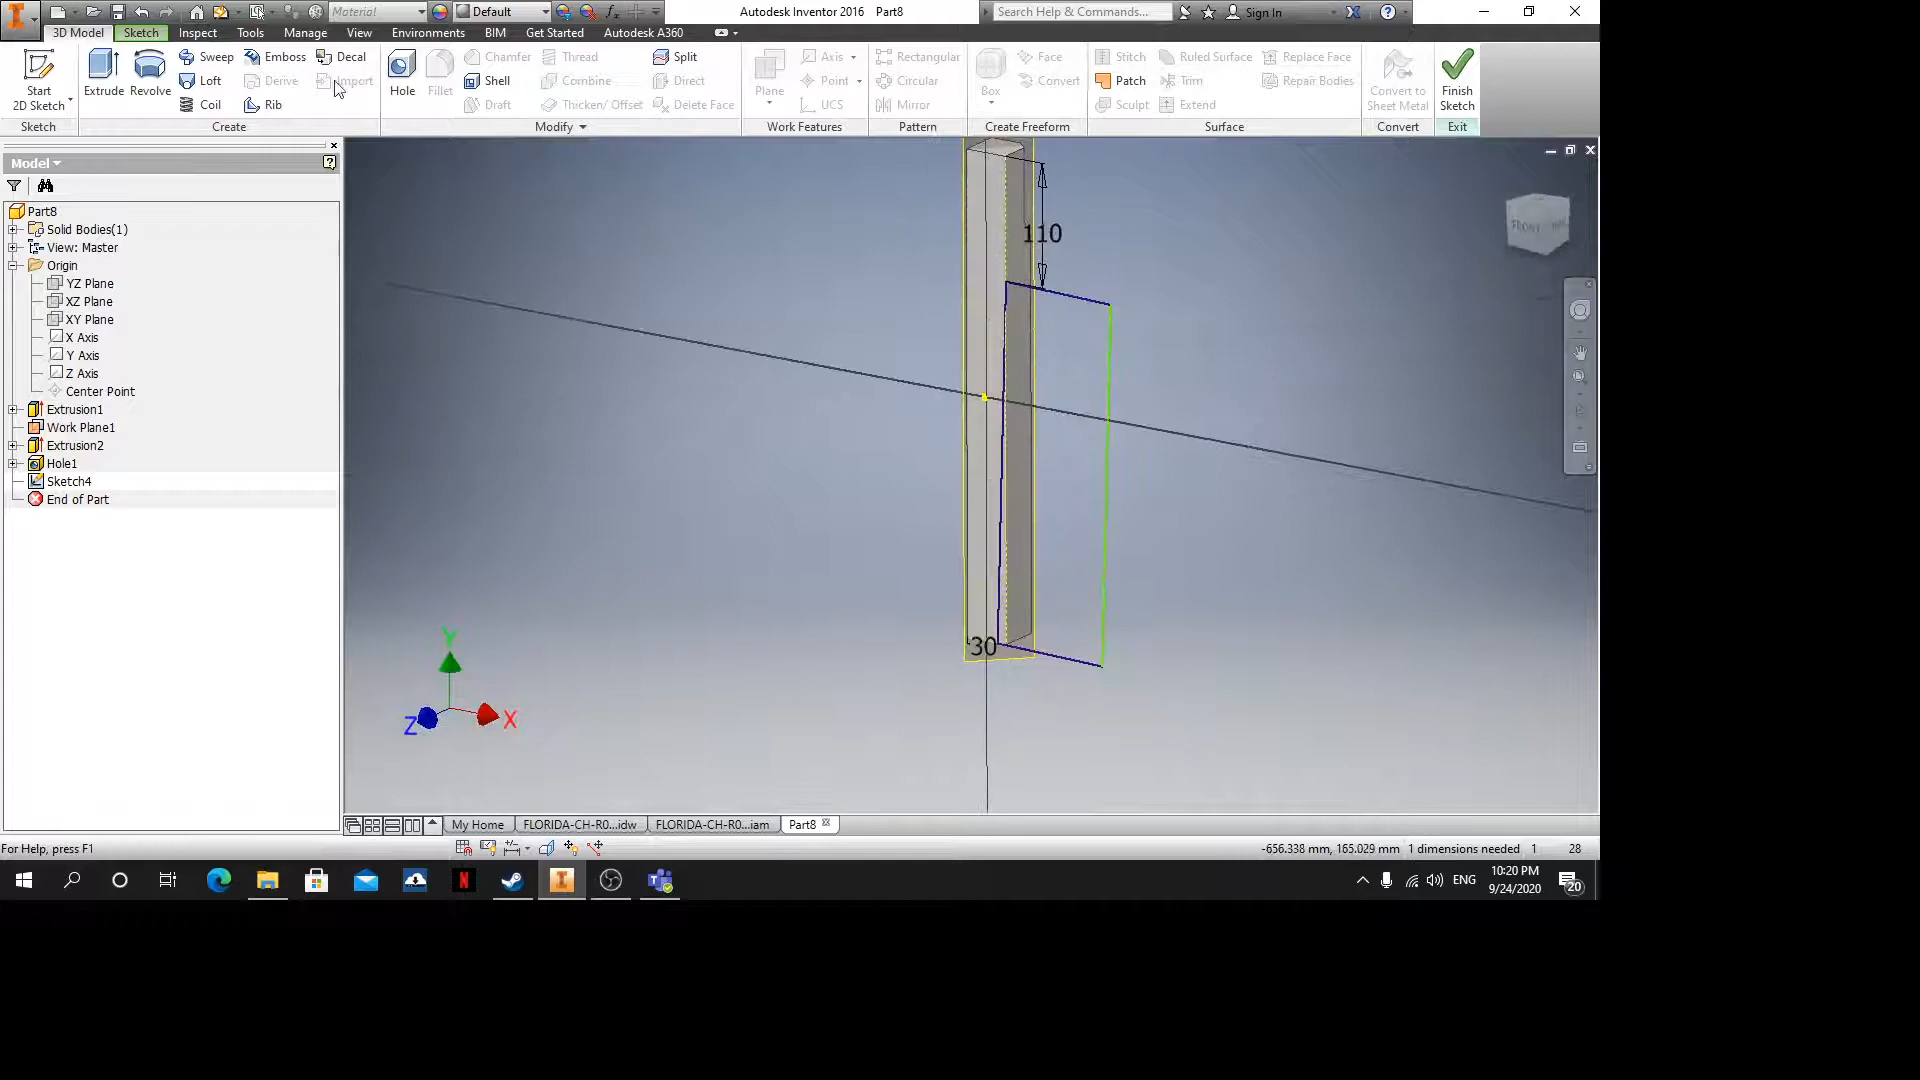 Material
Default
Autodesk Inventor 2016 Part8
Search Help & Commands...
Sign In
3D Model
Sketch
Inspect
Tools
Manage
View
Environments
BIM
Get Started
Autodesk A360
Start
2D Sketch
Extrude
Revolve
Sweep
Loft
Coil
Emboss
Derive
Rib
Decal
Import
Hole
Fillet
Chamfer
Shell
Draft
Thread
Combine
Thicken/ Offset
Split
Direct
Delete Face
Plane
Axis
Point
UCS
Rectangular
Circular
Mirror
Box
Face
Convert
Stitch
Patch
Sculpt
Ruled Surface
Trim
Extend
Replace Face
Repair Bodies
Convert to
Sheet Metal
Finish
Sketch
Sketch
Create
Modify
Work Features
Pattern
Create Freeform
Surface
Convert
Exit
Model
Part8
Solid Bodies(1)
View: Master
Origin
YZ Plane
XZ Plane
XY Plane
X Axis
Y Axis
Z Axis
Center Point
Extrusion1
Work Plane1
Extrusion2
Hole1
Sketch4
End of Part
110
30
FRONT
Y
Z
X
My Home
FLORIDA-CH-R0...idw
FLORIDA-CH-R0...iam
Part8
For Help, press F1
-656.338 mm, 165.029 mm
1 dimensions needed
1
28
ENG
10:20 PM
9/24/2020
20